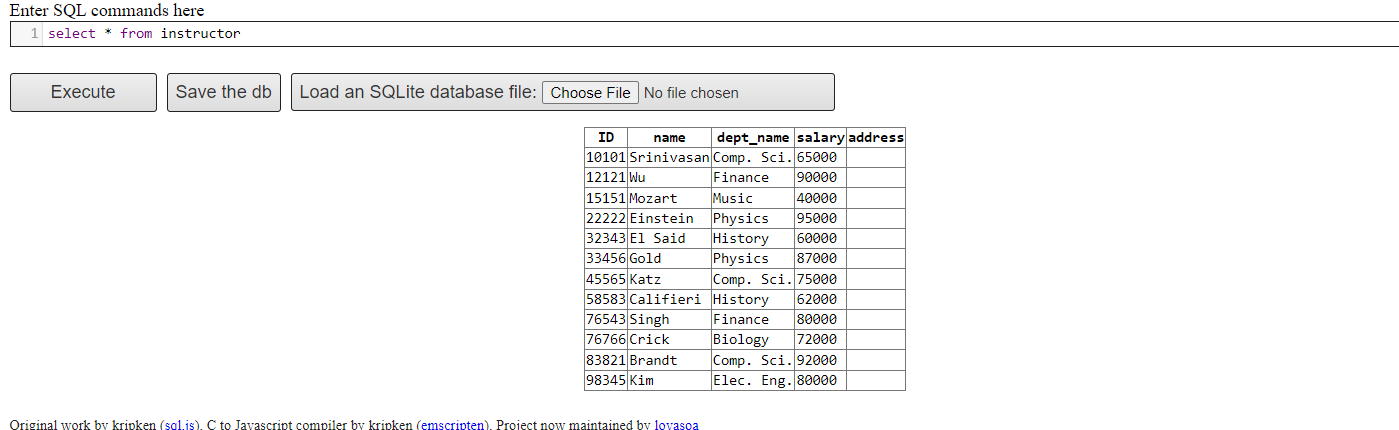 Enter SQL commands here
1 select * from instructor
Execute Save the db Load an SQLite database file: Choose File No file chosen
ID name dept_name salary address
10101 Srinivasan Comp. Sci. 65000
12121 Wu Finance 90000
15151 Mozart Music 40000
22222 Einstein Physics 95000
32343 El Said History 60000
33456 Gold Physics 87000
45565 Katz Comp. Sci. 75000
58583 Califieri History 62000
76543 Singh Finance 80000
76766 Crick Biology 72000
83821 Brandt Comp. Sci. 92000
98345 Kim Elec. Eng. 80000
Original work by kripken (sql.js). C to Javascript compiler by kripken (emscripten). Project now maintained by lovasoa